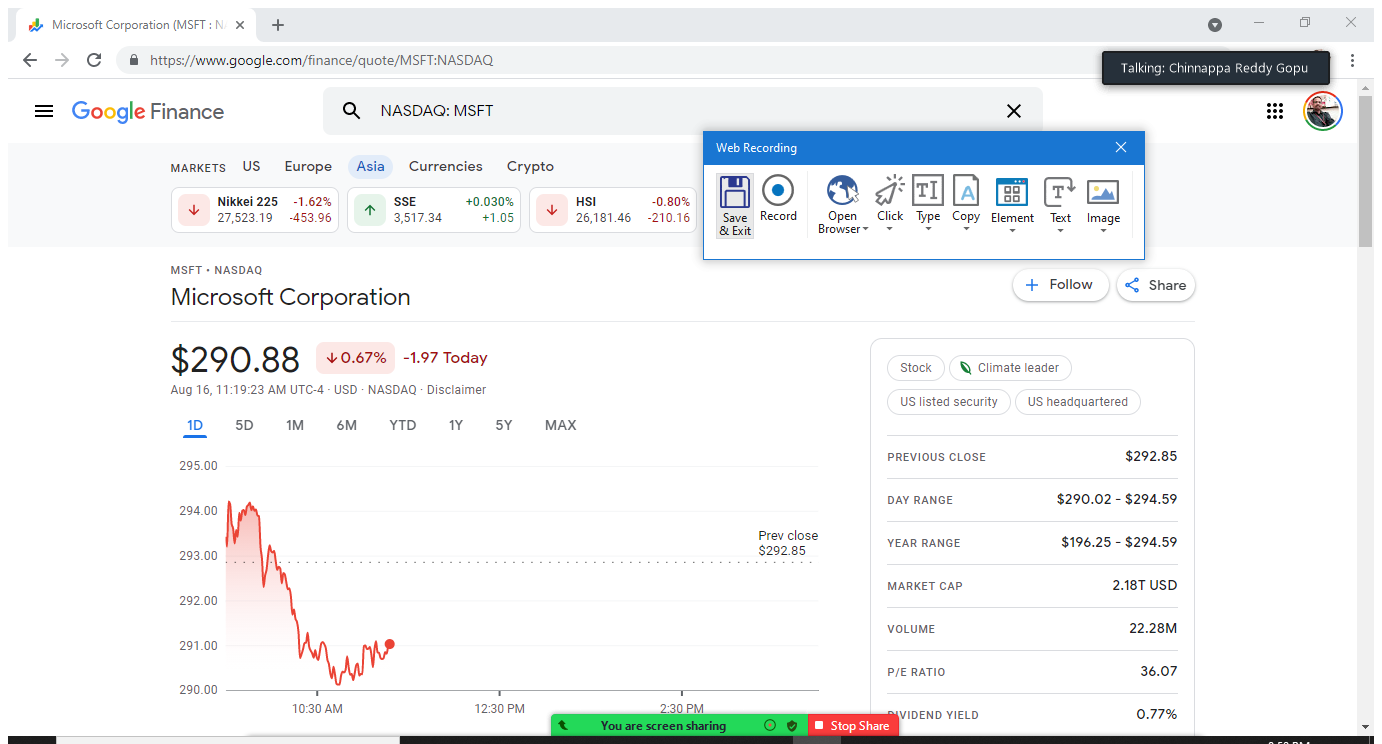 Microsoft Corporation (MSFT : N
https://www.google.com/finance/quote/MSFT:NASDAQ
Talking: Chinnappa Reddy Gopu
Google Finance
NASDAQ: MSFT
Web Recording
Save & Exit
Record
Open Browser
Click
Type
Copy
Element
Text
Image
MARKETS US Europe Asia Currencies Crypto
Nikkei 225 -1.62%
27,523.19 -453.96
SSE +0.030%
3,517.34 +1.05
HSI -0.80%
26,181.46 -210.16
MSFT • NASDAQ
Microsoft Corporation
Follow
Share
$290.88 0.67% -1.97 Today
Aug 16, 11:19:23 AM UTC-4 · USD · NASDAQ · Disclaimer
1D 5D 1M 6M YTD 1Y 5Y MAX
295.00
294.00
293.00
292.00
291.00
290.00
Prev close
$292.85
10:30 AM 12:30 PM 2:30 PM
Stock Climate leader
US listed security US headquartered
PREVIOUS CLOSE $292.85
DAY RANGE $290.02 - $294.59
YEAR RANGE $196.25 - $294.59
MARKET CAP 2.18T USD
VOLUME 22.28M
P/E RATIO 36.07
DIVIDEND YIELD 0.77%
You are screen sharing
Stop Share